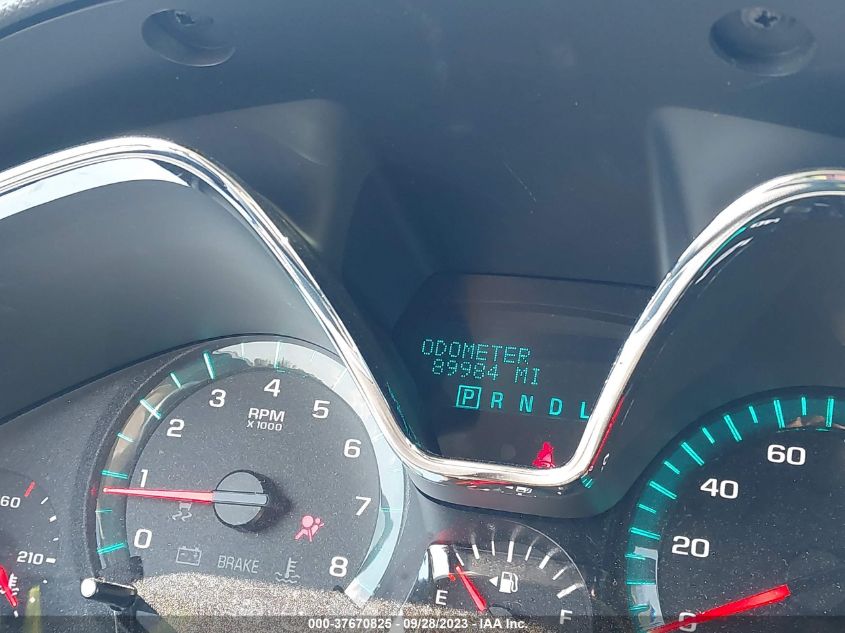 ODOMETER
89984 MI
P R N D L
0 1 2 3 4 5 6 7 8
RPM
X 1000
BRAKE
60
210
E F
0 20 40 60
000-37670825 - 09/28/2023 - IAA Inc.